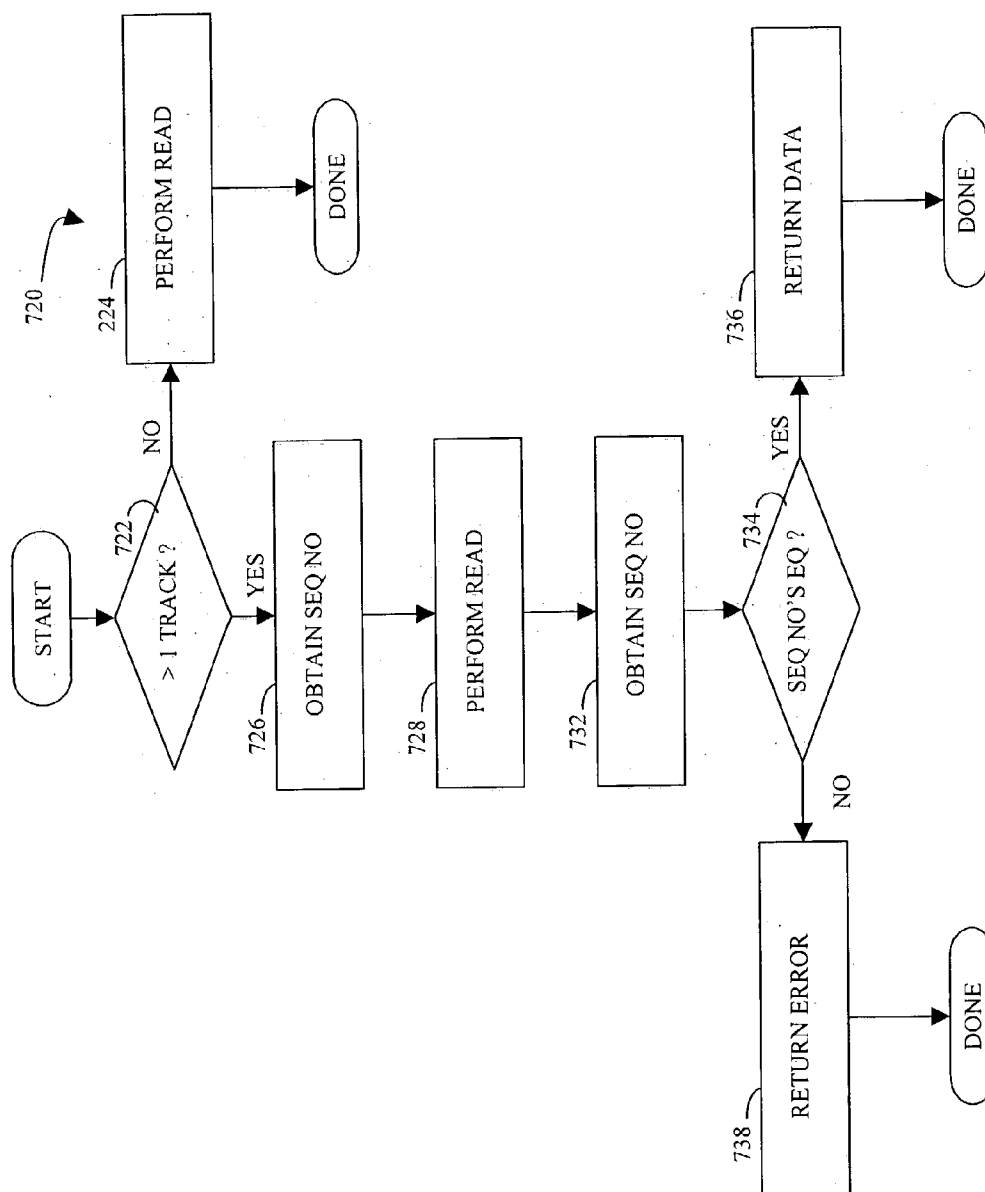 START
720
722
> 1 TRACK ?
NO
224
PERFORM READ
DONE
YES
726
OBTAIN SEQ NO
728
PERFORM READ
732
OBTAIN SEQ NO
734
SEQ NO'S EQ ?
YES
736
RETURN DATA
DONE
NO
738
RETURN ERROR
DONE